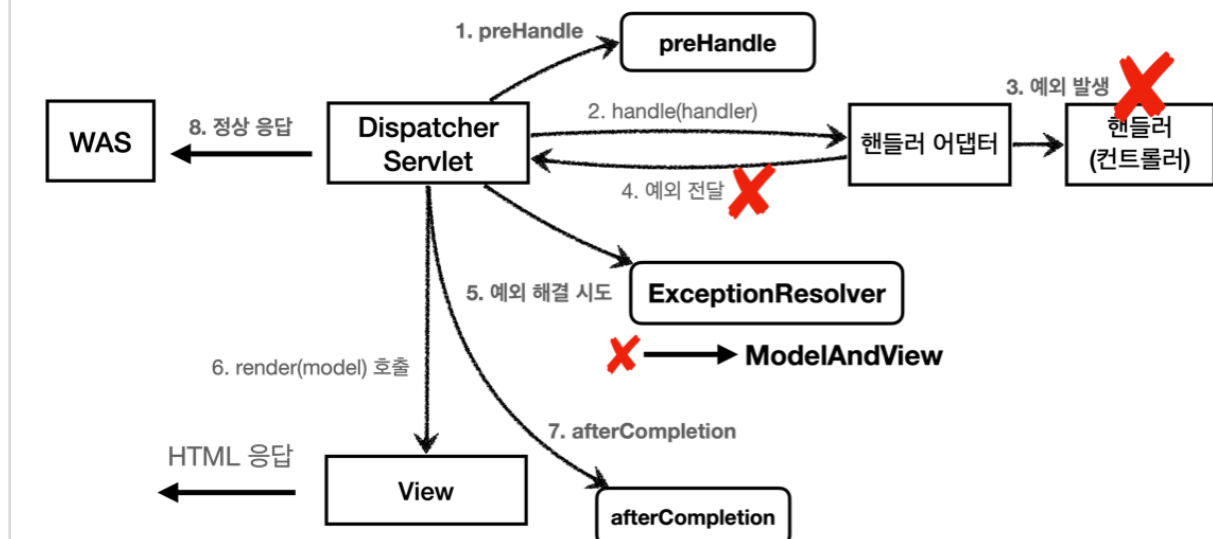 1. preHandle
preHandle
3. 예외 발생
WAS
8. 정상 응답
Dispatcher
Servlet
2. handle(handler)
핸들러 어댑터
핸들러
(컨트롤러)
4. 예외 전달
5. 예외 해결 시도
ExceptionResolver
ModelAndView
6. render(model) 호출
7. afterCompletion
HTML 응답
View
afterCompletion